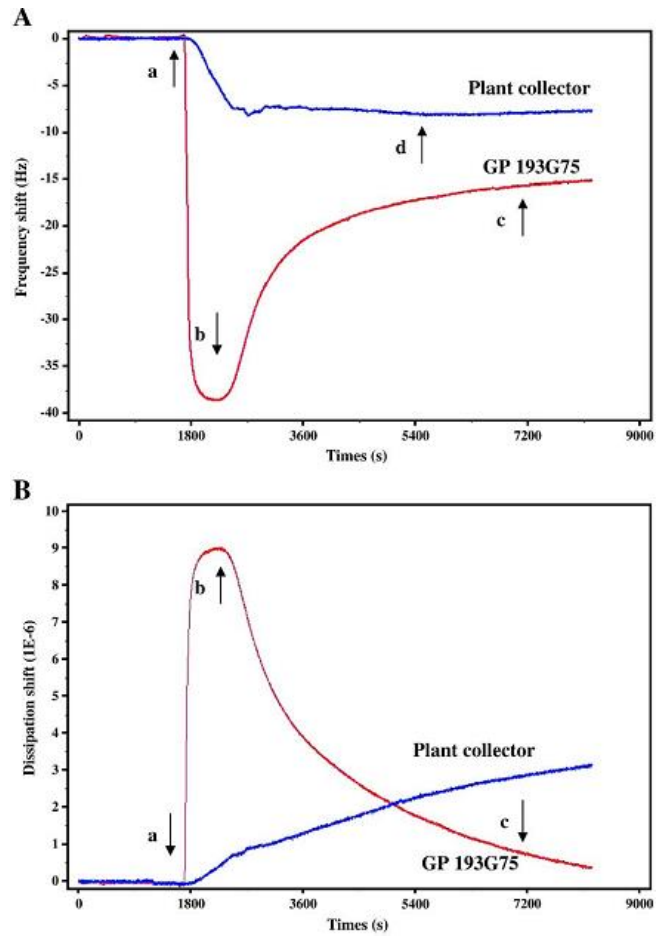 A
0
-5
-10
-15
-20
-25
-30
-35
-40
Frequency shift (Hz)
a
Plant collector
d
GP 193G75
c
b
0 1800 3600 5400 7200 9000
Times (s)
B
10
9
8
7
6
5
4
3
2
1
0
Dissipation shift (1E-6)
b
Plant collector
a
c
GP 193G75
0 1800 3600 5400 7200 9000
Times (s)